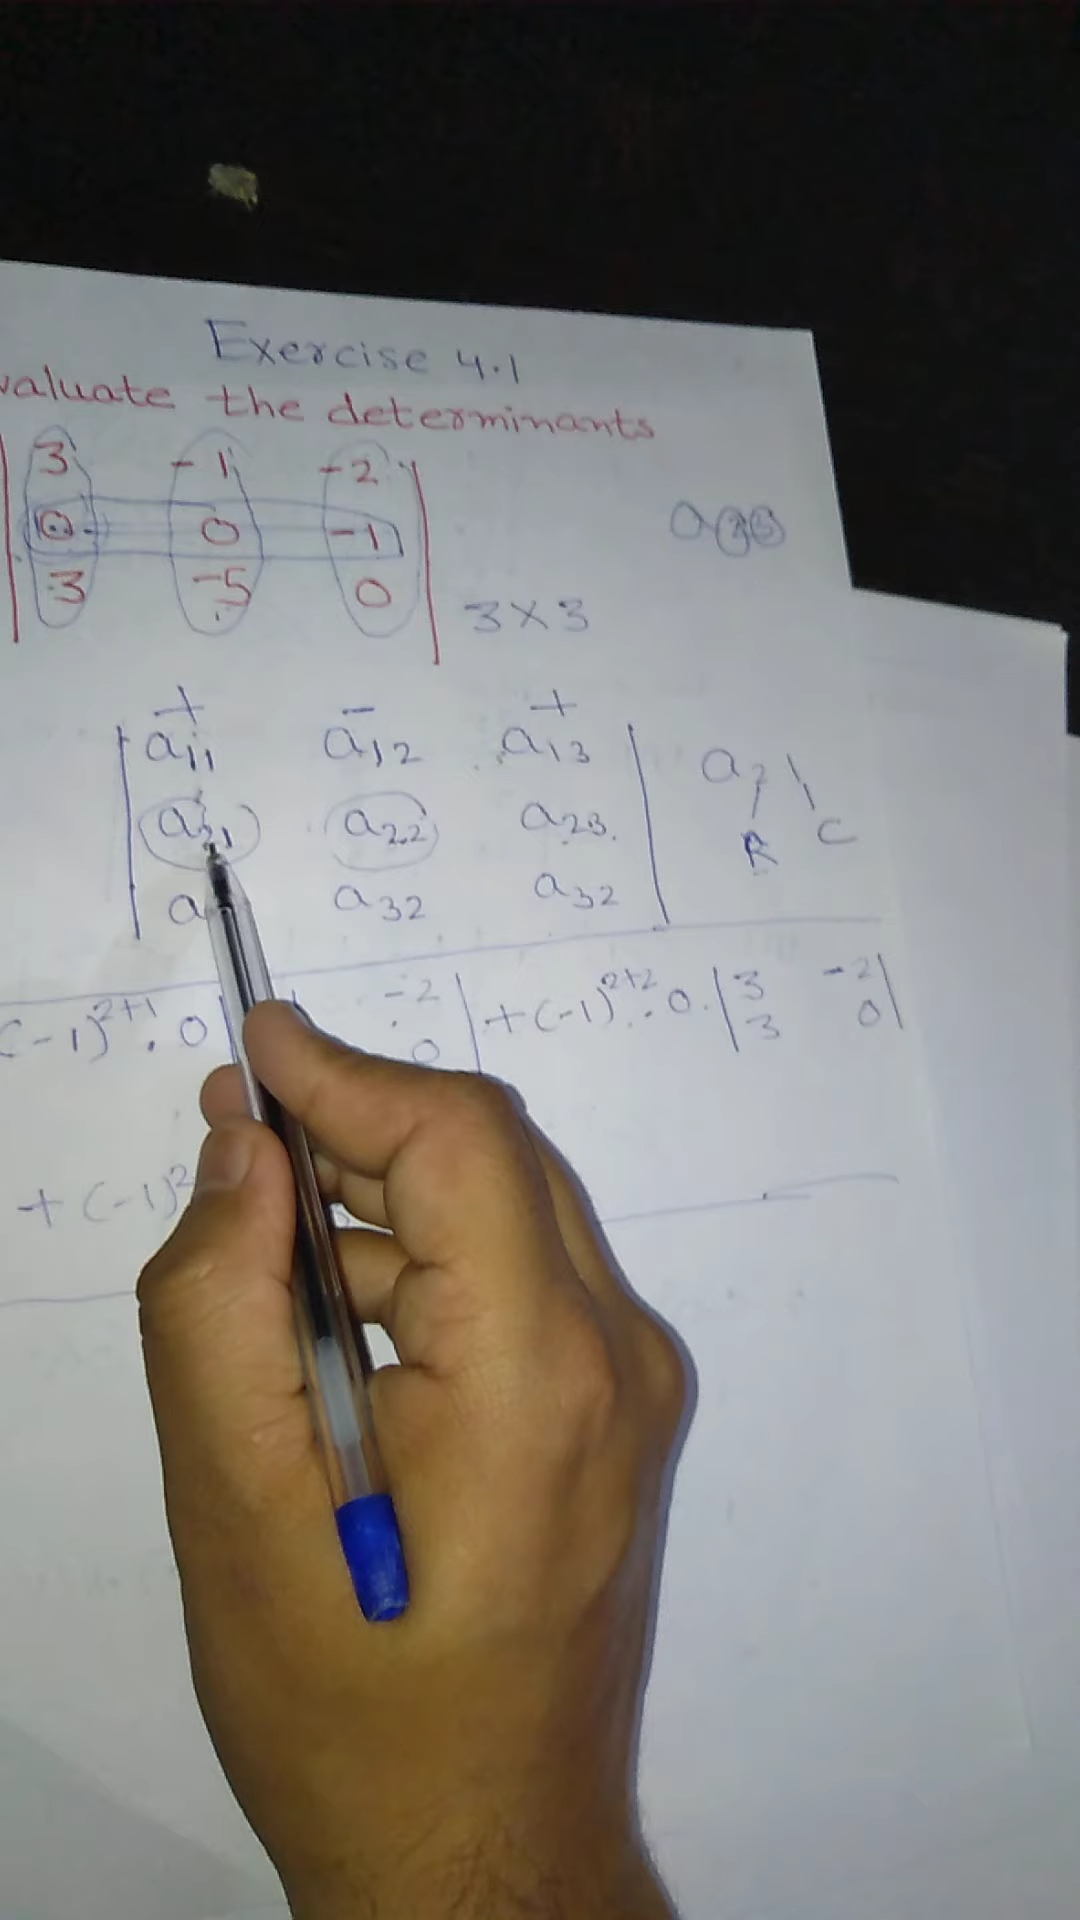 Exercise 4.1
valuate the determinants
3 -1 -2
0 0 -1
3 -5 0
3×3
+ - +
a11 a12 a13
a21 a22 a23
a a32 a32
a21
R C
(-1)^2+1 . 0 | -2 0 | + (-1)^2+2 . 0 . | 3 -2 3 0 |
+ (-1)^2